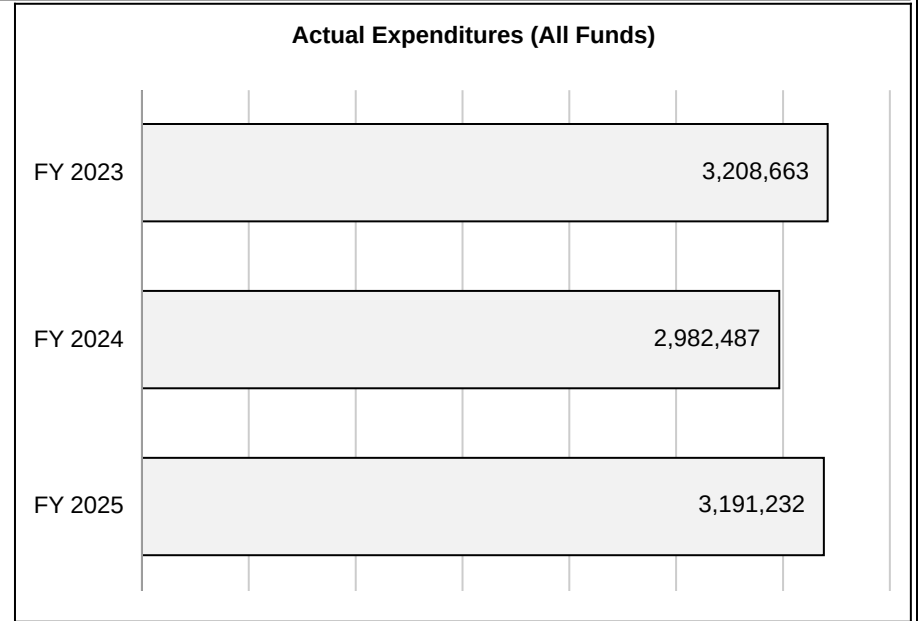 Actual Expenditures (All Funds)
FY 2023
3,208,663
FY 2024
2,982,487
FY 2025
3,191,232